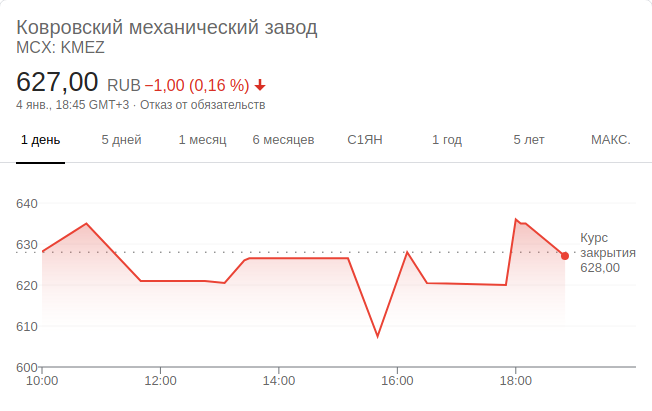 Ковровский механический завод
MCX: KMEZ
627,00 RUB −1,00 (0,16 %)
4 янв., 18:45 GMT+3 · Отказ от обязательств
1 день 5 дней 1 месяц 6 месяцев С1ЯН 1 год 5 лет МАКС.
640
630
620
610
600
Курс
закрытия
628,00
10:00 12:00 14:00 16:00 18:00